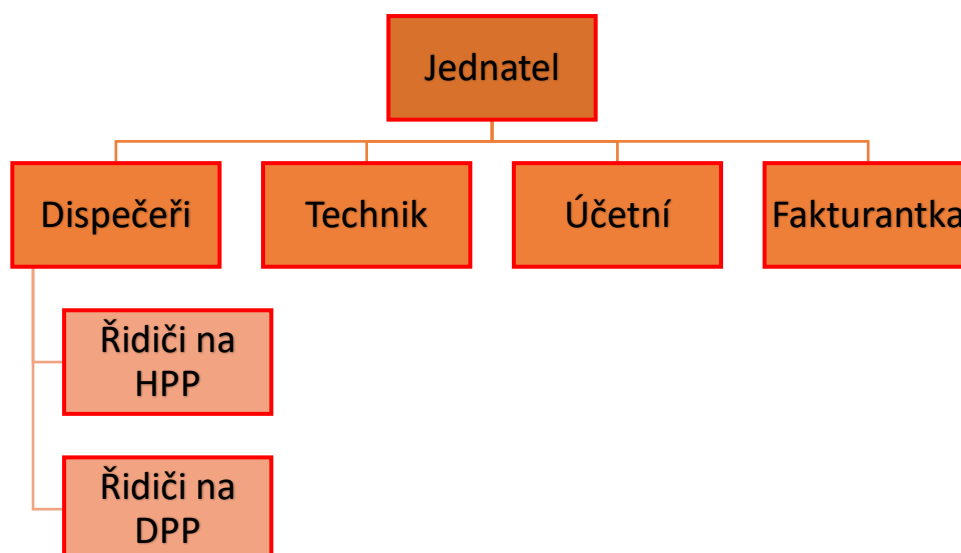 Jednatel
Dispečeři
Technik
Účetní
Fakturantka
Řidiči na
HPP
Řidiči na
DPP